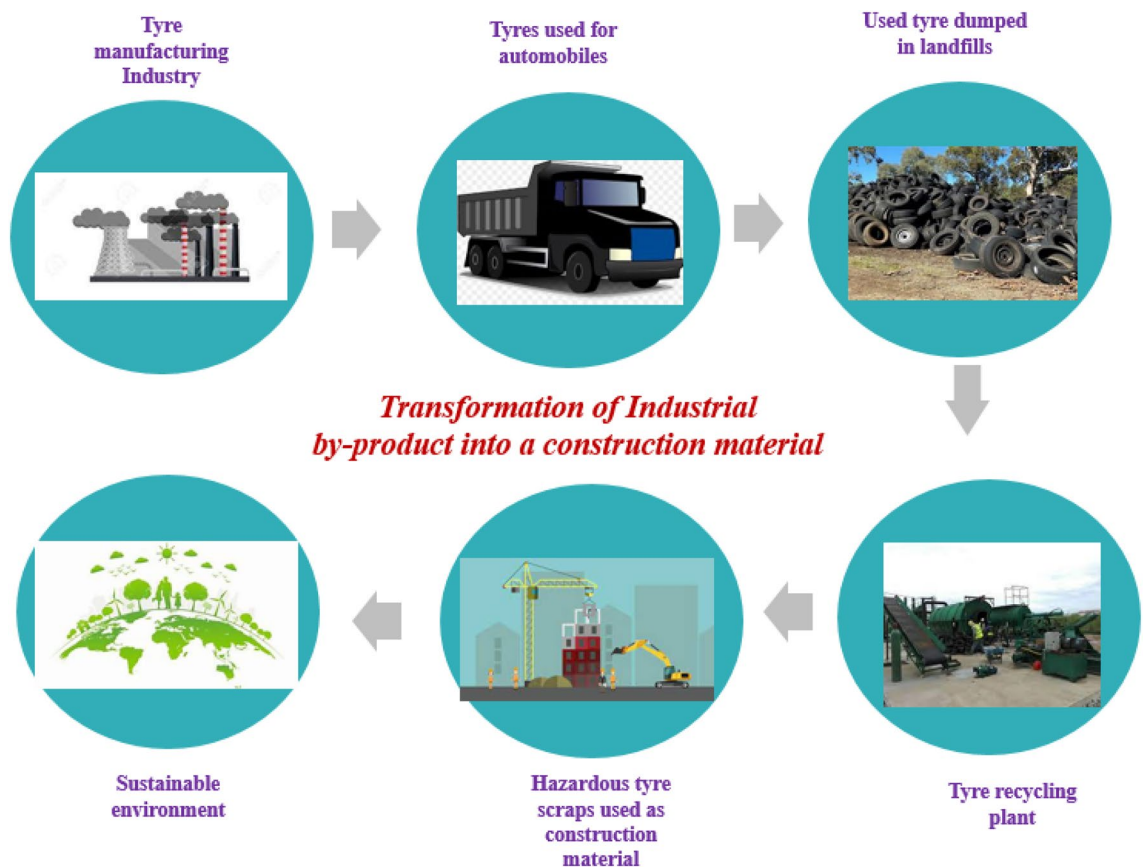 Tyre
manufacturing
Industry
Tyres used for
automobiles
Used tyre dumped
in landfills
Transformation of Industrial
by-product into a construction material
Sustainable
environment
Hazardous tyre
scraps used as
construction
material
Tyre recycling
plant